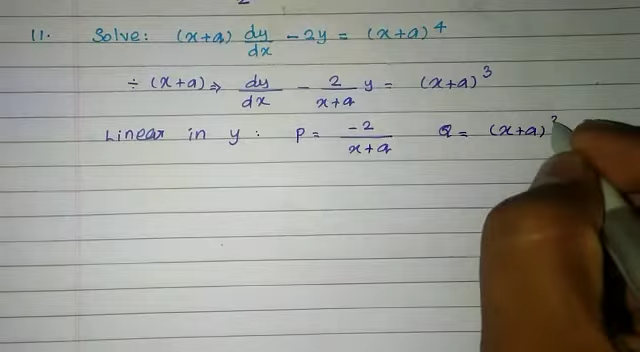 11. Solve: (x+a) dy/dx - 2y = (x+a)^4
÷ (x+a) ⇒ dy/dx - 2/(x+a) y = (x+a)^3
Linear in y : P = -2/(x+a) Q = (x+a)